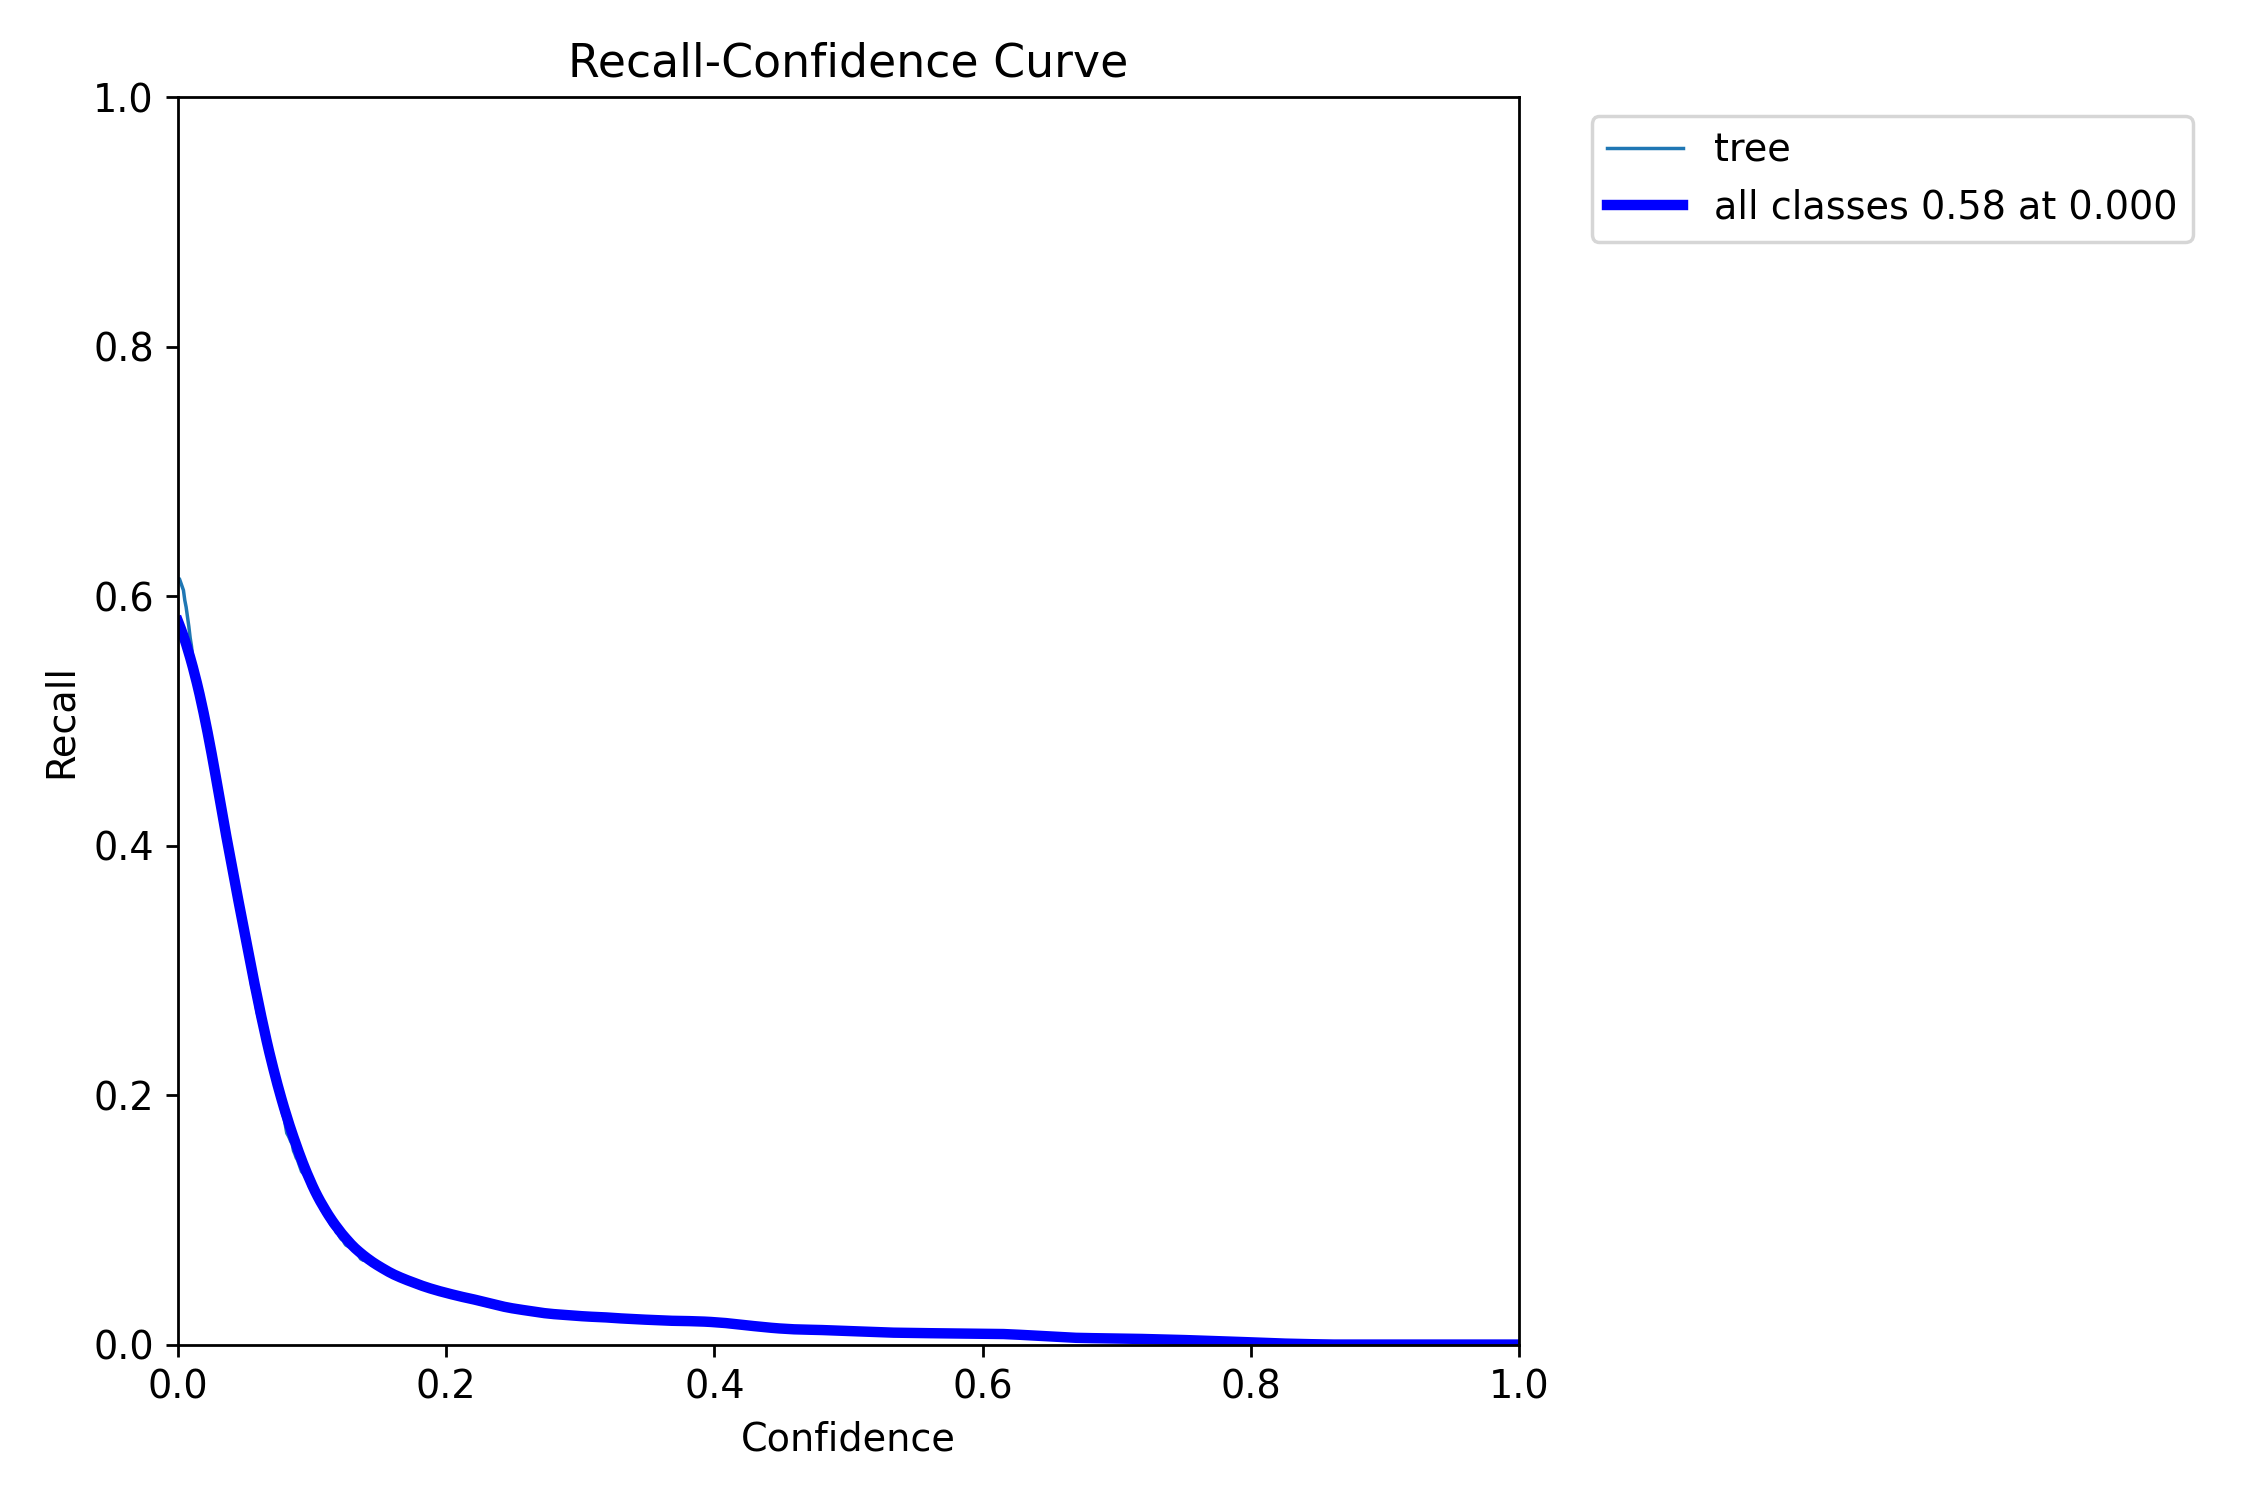 Recall-Confidence Curve
tree
all classes 0.58 at 0.000
1.0
0.8
0.6
0.4
0.2
0.0
Recall
0.0 0.2 0.4 0.6 0.8 1.0
Confidence